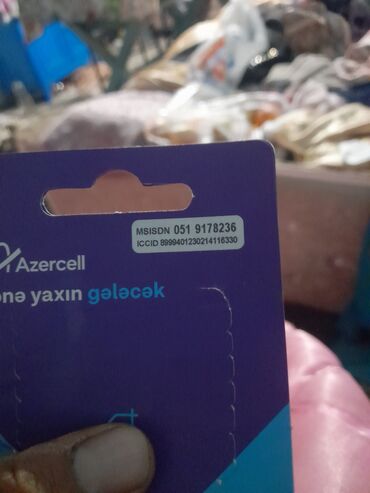 MSISDN 051 9178236
ICCID 8999401230214116330
Azercell
ənə yaxın gələcək